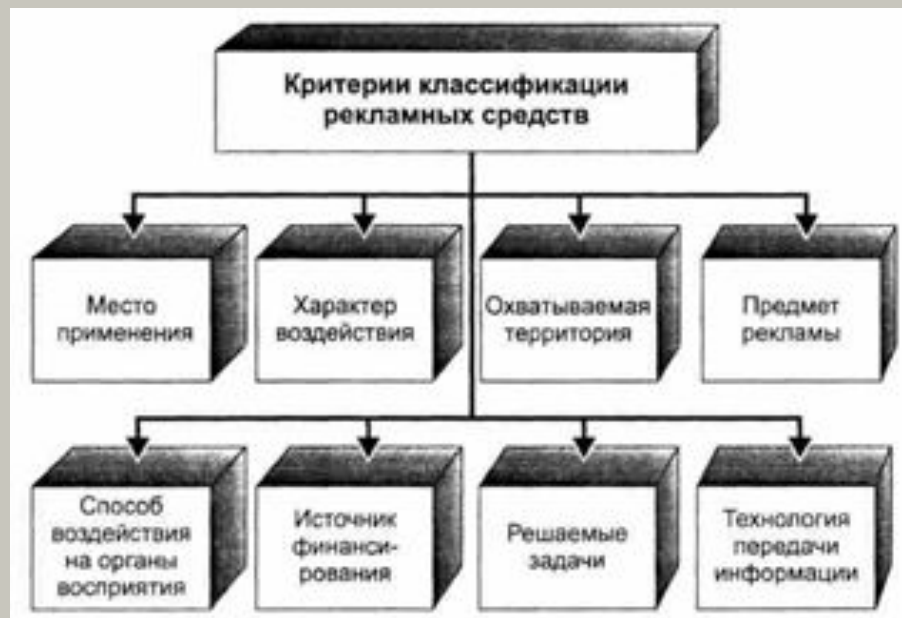 Критерии классификации
рекламных средств
Место
применения
Характер
воздействия
Охватываемая
территория
Предмет
рекламы
Способ
воздействия
на органы
восприятия
Источник
финанси-
рования
Решаемые
задачи
Технология
передачи
информации